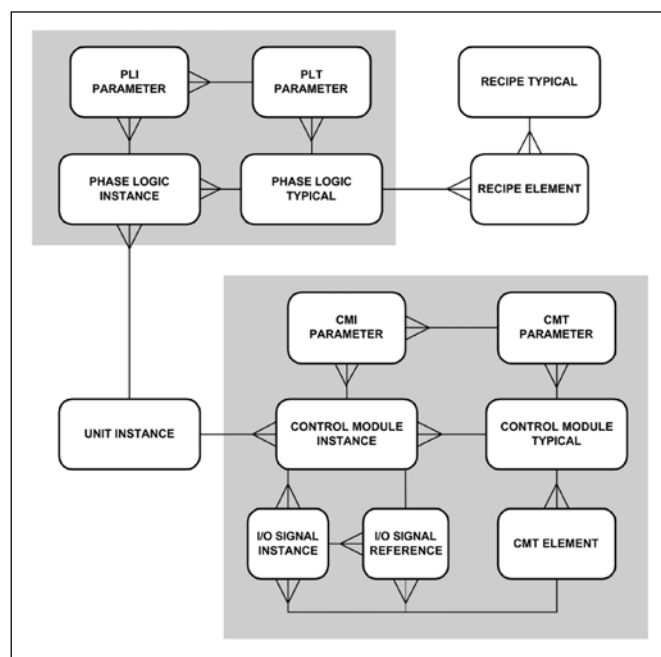 PLI
PARAMETER
PLT
PARAMETER
RECIPE TYPICAL
PHASE LOGIC
INSTANCE
PHASE LOGIC
TYPICAL
RECIPE ELEMENT
CMI
PARAMETER
CMT
PARAMETER
UNIT INSTANCE
CONTROL MODULE
INSTANCE
CONTROL MODULE
TYPICAL
I/O SIGNAL
INSTANCE
I/O SIGNAL
REFERENCE
CMT ELEMENT